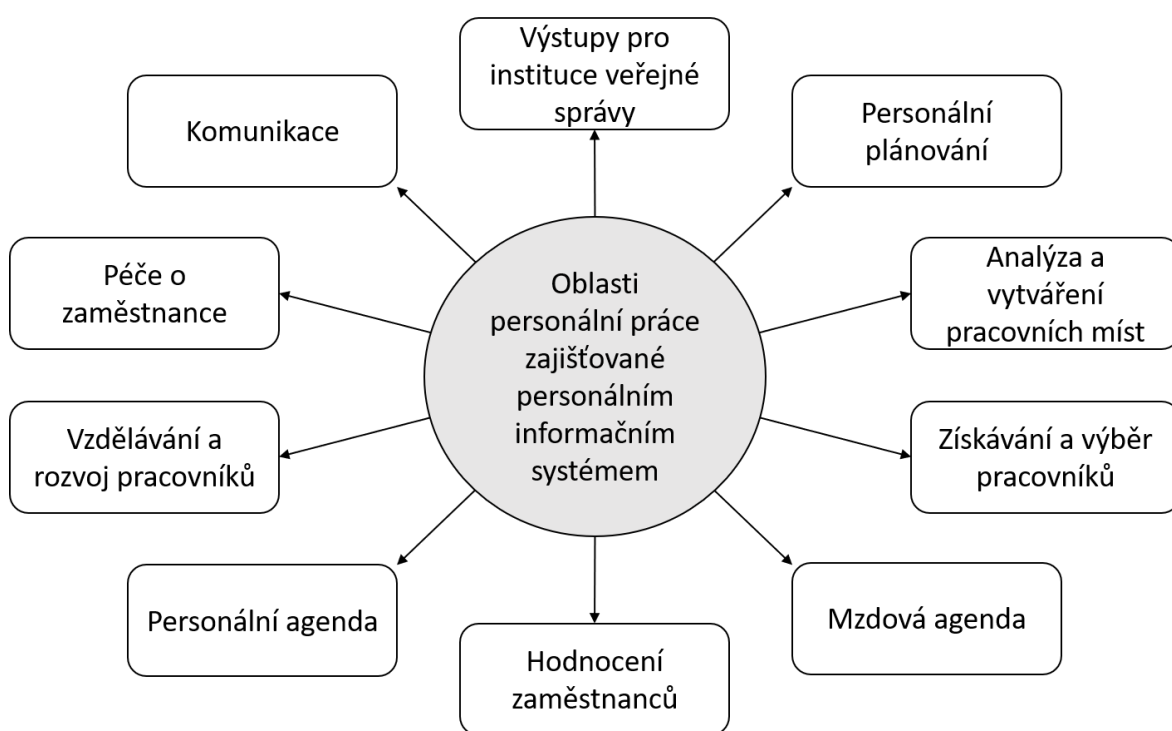 Výstupy pro
instituce veřejné
správy
Personální
plánování
Analýza a
vytváření
pracovních míst
Získávání a výběr
pracovníků
Mzdová agenda
Hodnocení
zaměstnanců
Personální agenda
Vzdělávání a
rozvoj pracovníků
Péče o
zaměstnance
Komunikace
Oblasti
personální práce
zajišťované
personálním
informačním
systémem